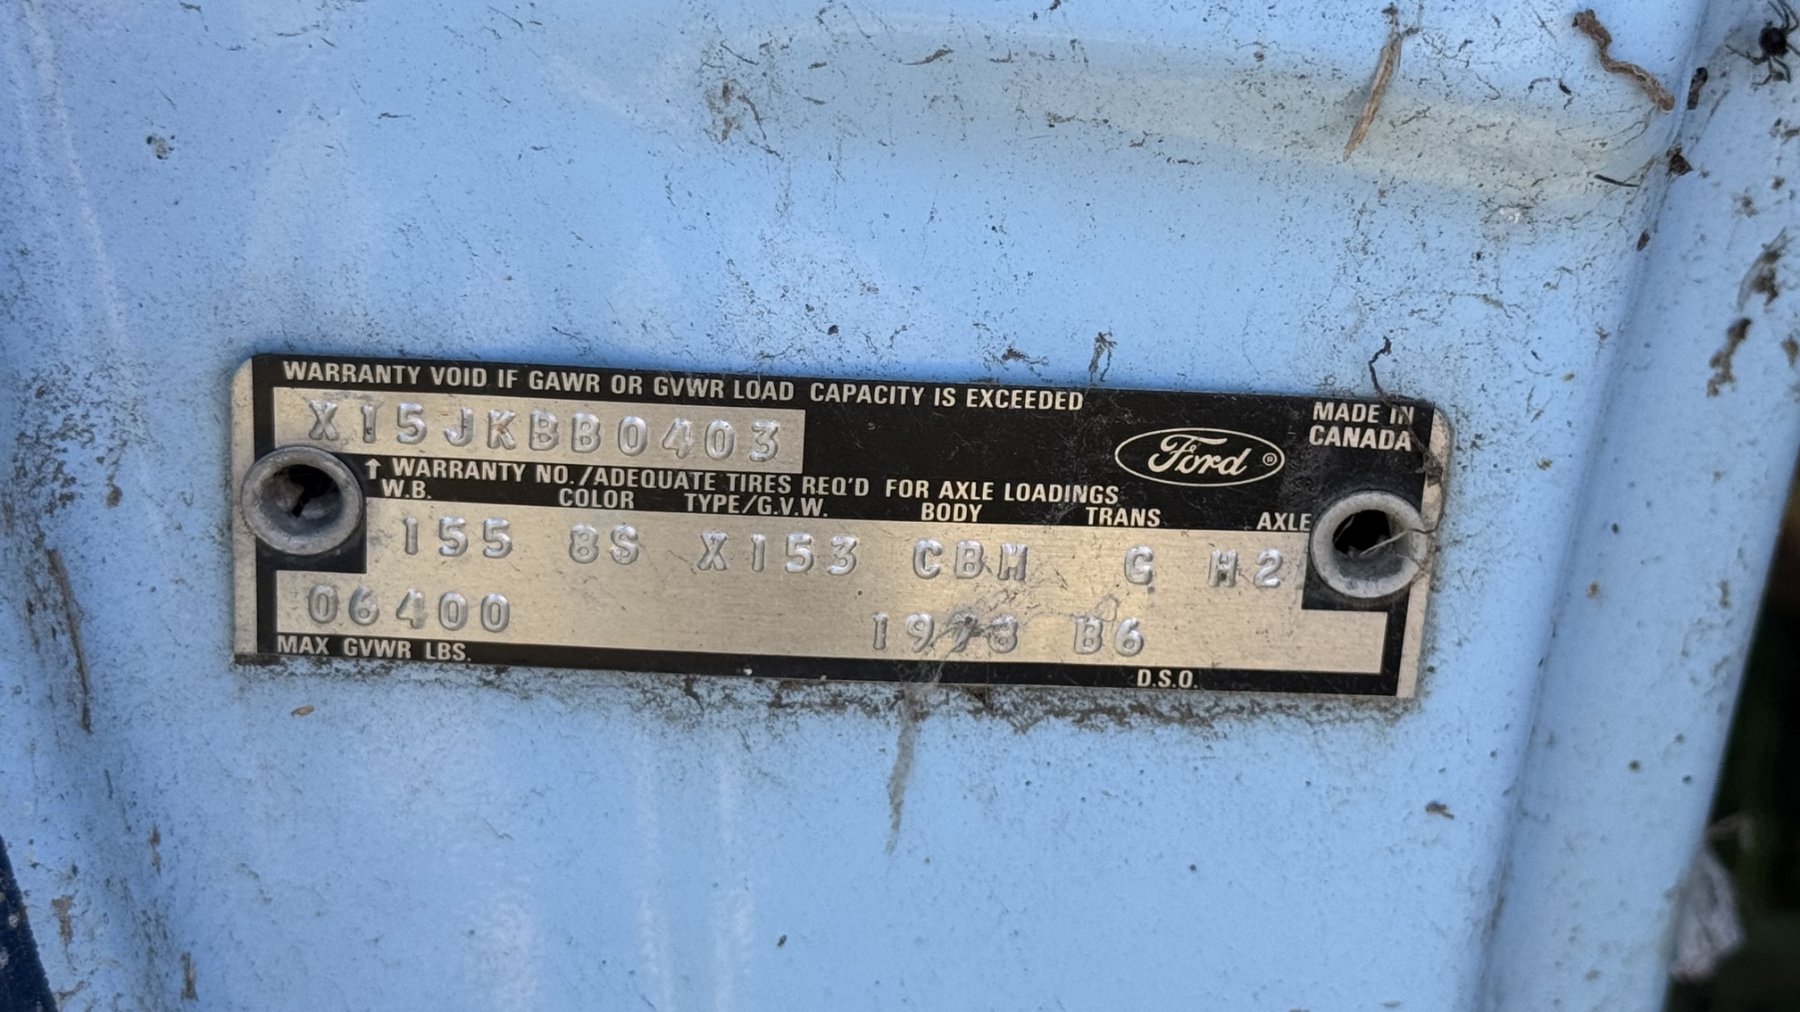 WARRANTY VOID IF GAWR OR GVWR LOAD CAPACITY IS EXCEEDED
X15JKBB0403
MADE IN
CANADA
Ford ®
↑ WARRANTY NO./ADEQUATE TIRES REQ'D FOR AXLE LOADINGS
W.B. COLOR TYPE/G.V.W. BODY TRANS AXLE
155 8S X153 CBM G H2
06400 1978 B6
MAX GVWR LBS. D.S.O.